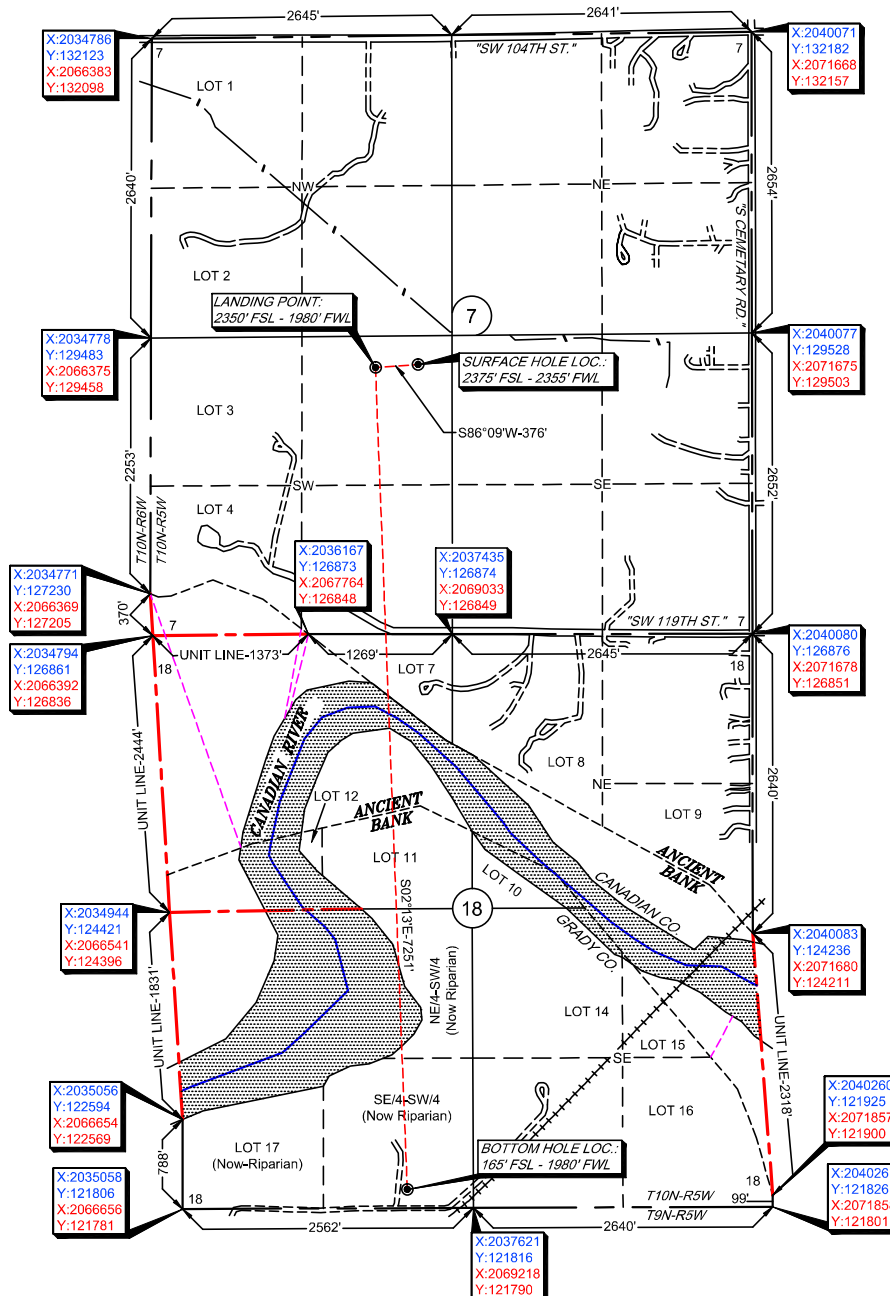 2645'
2641'
X:2034786
Y:132123
X:2066383
Y:132098
7
"SW 104TH ST."
7
X:2040071
Y:132182
X:2071668
Y:132157
LOT 1
2640'
NW
NE
2654'
"S CEMETARY RD."
LOT 2
LANDING POINT:
2350' FSL - 1980' FWL
7
X:2034778
Y:129483
X:2066375
Y:129458
X:2040077
Y:129528
X:2071675
Y:129503
SURFACE HOLE LOC.:
2375' FSL - 2355' FWL
LOT 3
S86°09'W-376'
2253'
SW
SE
2652'
LOT 4
T10N-R6W
T10N-R5W
X:2034771
Y:127230
X:2066369
Y:127205
X:2036167
Y:126873
X:2067764
Y:126848
X:2037435
Y:126874
X:2069033
Y:126849
370'
7
"SW 119TH ST."
7
X:2034794
Y:126861
X:2066392
Y:126836
18
UNIT LINE-1373'
1269'
2645'
18
X:2040080
Y:126876
X:2071678
Y:126851
LOT 7
UNIT LINE-2444'
CANADIAN RIVER
LOT 8
NE
2640'
LOT 12
ANCIENT
BANK
LOT 9
LOT 11
ANCIENT
BANK
LOT 10
CANADIAN CO.
GRADY CO.
S02°13'E-7251'
18
X:2034944
Y:124421
X:2066541
Y:124396
X:2040083
Y:124236
X:2071680
Y:124211
NE/4-SW/4
(Now Riparian)
UNIT LINE-1831'
LOT 14
LOT 15
SE
UNIT LINE-2318'
X:2035056
Y:122594
X:2066654
Y:122569
SE/4-SW/4
(Now Riparian)
LOT 16
X:2040260
Y:121925
X:2071857
Y:121900
788'
LOT 17
(Now-Riparian)
BOTTOM HOLE LOC.:
165' FSL - 1980' FWL
X:2035058
Y:121806
X:2066656
Y:121781
18
18
T10N-R5W
T9N-R5W
99'
X:204026
Y:121826
X:2071854
Y:121801
2562'
2640'
X:2037621
Y:121816
X:2069218
Y:121790